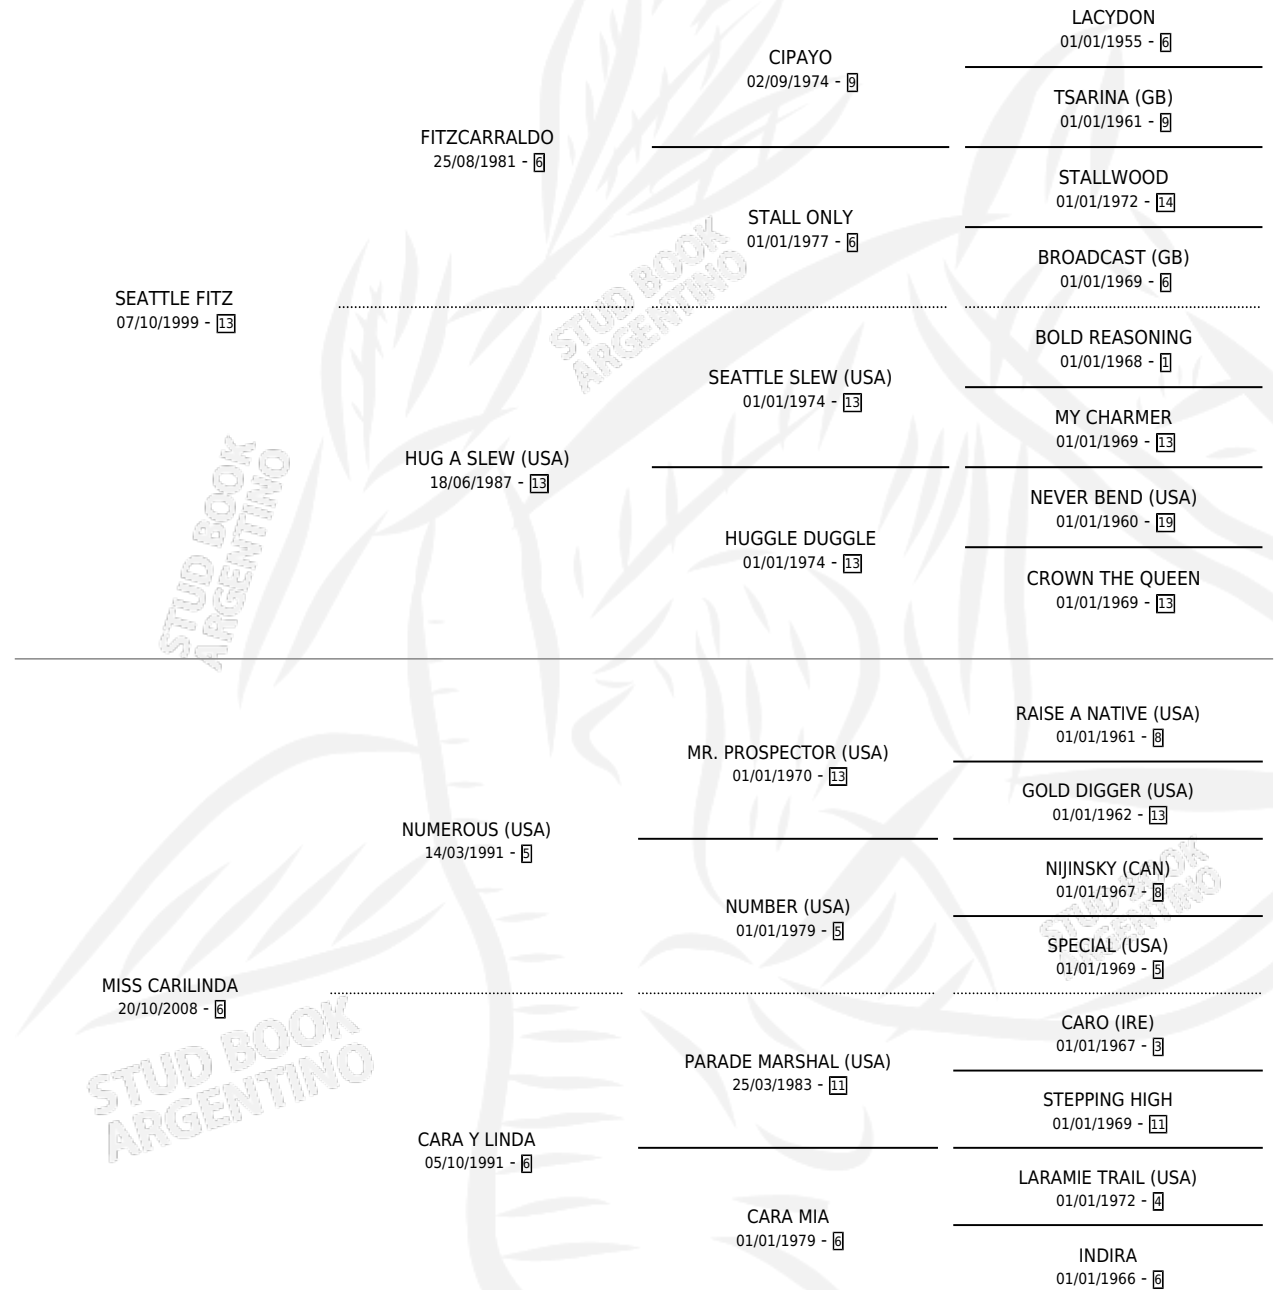 SEATTLE FITZ
07/10/1999 - 13
FITZCARRALDO
25/08/1981 - 6
CIPAYO
02/09/1974 - 9
LACYDON
01/01/1955 - 6
TSARINA (GB)
01/01/1961 - 9
STALL ONLY
01/01/1977 - 6
STALLWOOD
01/01/1972 - 14
BROADCAST (GB)
01/01/1969 - 6
HUG A SLEW (USA)
18/06/1987 - 13
SEATTLE SLEW (USA)
01/01/1974 - 13
BOLD REASONING
01/01/1968 - 1
MY CHARMER
01/01/1969 - 13
HUGGLE DUGGLE
01/01/1974 - 13
NEVER BEND (USA)
01/01/1960 - 19
CROWN THE QUEEN
01/01/1969 - 13
MISS CARILINDA
20/10/2008 - 6
NUMEROUS (USA)
14/03/1991 - 5
MR. PROSPECTOR (USA)
01/01/1970 - 13
RAISE A NATIVE (USA)
01/01/1961 - 8
GOLD DIGGER (USA)
01/01/1962 - 13
NUMBER (USA)
01/01/1979 - 5
NIJINSKY (CAN)
01/01/1967 - 8
SPECIAL (USA)
01/01/1969 - 5
CARA Y LINDA
05/10/1991 - 6
PARADE MARSHAL (USA)
25/03/1983 - 11
CARO (IRE)
01/01/1967 - 3
STEPPING HIGH
01/01/1969 - 11
CARA MIA
01/01/1979 - 6
LARAMIE TRAIL (USA)
01/01/1972 - 4
INDIRA
01/01/1966 - 6
STUD BOOK
ARGENTINO
STUD BOOK
ARGENTINO
STUD BOOK
ARGENTINO
STUD BOOK
ARGENTINO